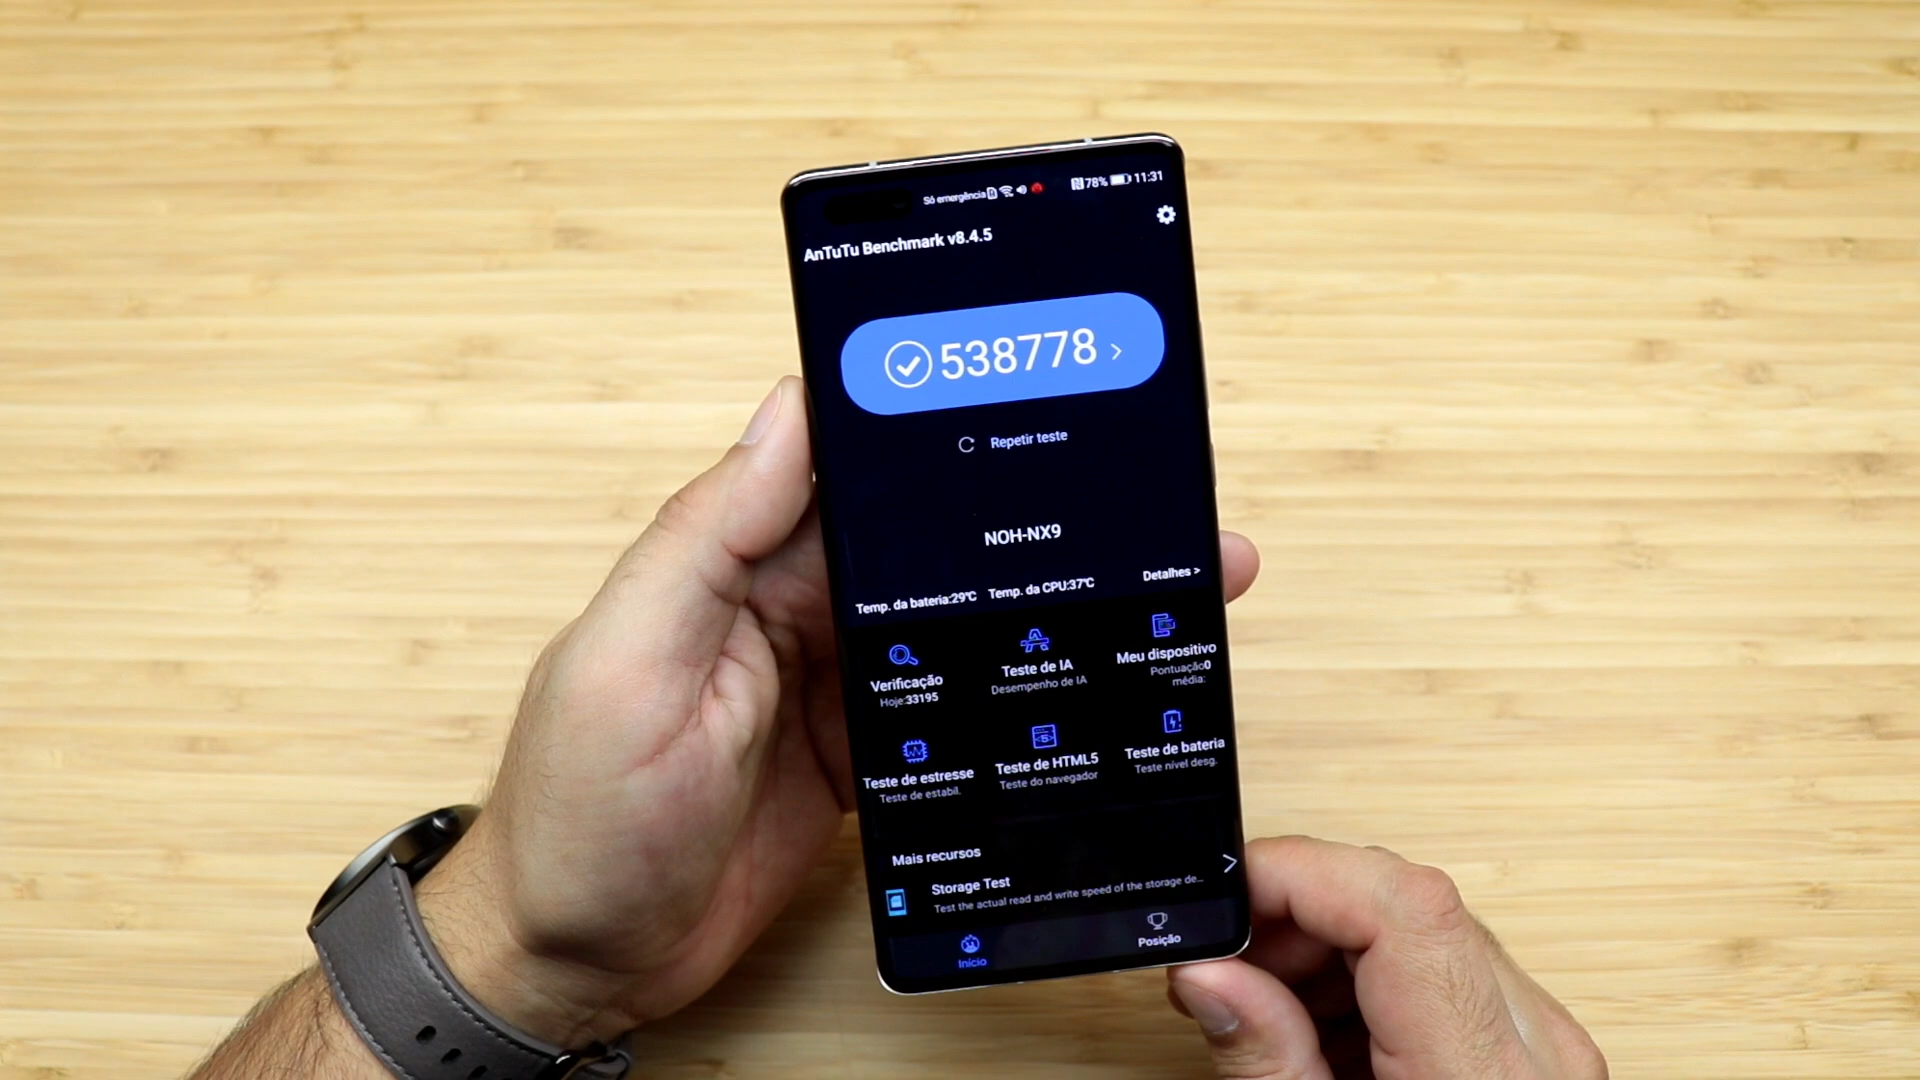 Só emergência 78% 11:31
AnTuTu Benchmark v8.4.5
538778
Repetir teste
NOH-NX9
Temp. da bateria:29℃ Temp. da CPU:37℃ Detalhes >
Verificação
Hoje:33195
Teste de IA
Desempenho de IA
Meu dispositivo
Pontuação0
média:
Teste de estresse
Teste de estabil.
Teste de HTML5
Teste do navegador
Teste de bateria
Teste nível desg.
Mais recursos
Storage Test
Test the actual read and write speed of the storage de...
Início
Posição